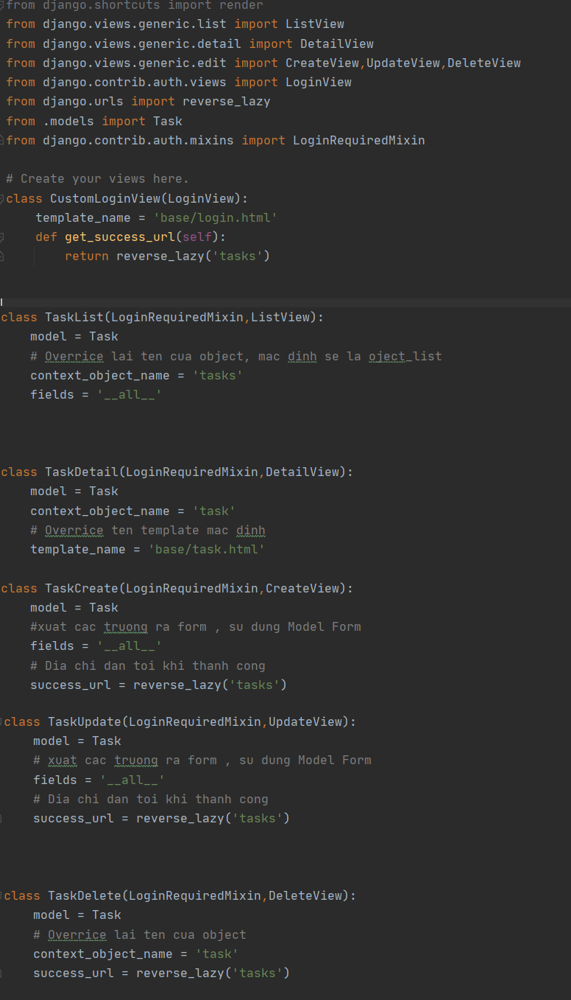 from django.shortcuts import render
from django.views.generic.list import ListView
from django.views.generic.detail import DetailView
from django.views.generic.edit import CreateView,UpdateView,DeleteView
from django.contrib.auth.views import LoginView
from django.urls import reverse_lazy
from .models import Task
from django.contrib.auth.mixins import LoginRequiredMixin
# Create your views here.
class CustomLoginView(LoginView):
    template_name = 'base/login.html'
    def get_success_url(self):
        return reverse_lazy('tasks')
class TaskList(LoginRequiredMixin,ListView):
    model = Task
    # Overrice lai ten cua object, mac dinh se la oject_list
    context_object_name = 'tasks'
    fields = '__all__'
class TaskDetail(LoginRequiredMixin,DetailView):
    model = Task
    context_object_name = 'task'
    # Overrice ten template mac dinh
    template_name = 'base/task.html'
class TaskCreate(LoginRequiredMixin,CreateView):
    model = Task
    #xuat cac truong ra form , su dung Model Form
    fields = '__all__'
    # Dia chi dan toi khi thanh cong
    success_url = reverse_lazy('tasks')
class TaskUpdate(LoginRequiredMixin,UpdateView):
    model = Task
    # xuat cac truong ra form , su dung Model Form
    fields = '__all__'
    # Dia chi dan toi khi thanh cong
    success_url = reverse_lazy('tasks')
class TaskDelete(LoginRequiredMixin,DeleteView):
    model = Task
    # Overrice lai ten cua object
    context_object_name = 'task'
    success_url = reverse_lazy('tasks')